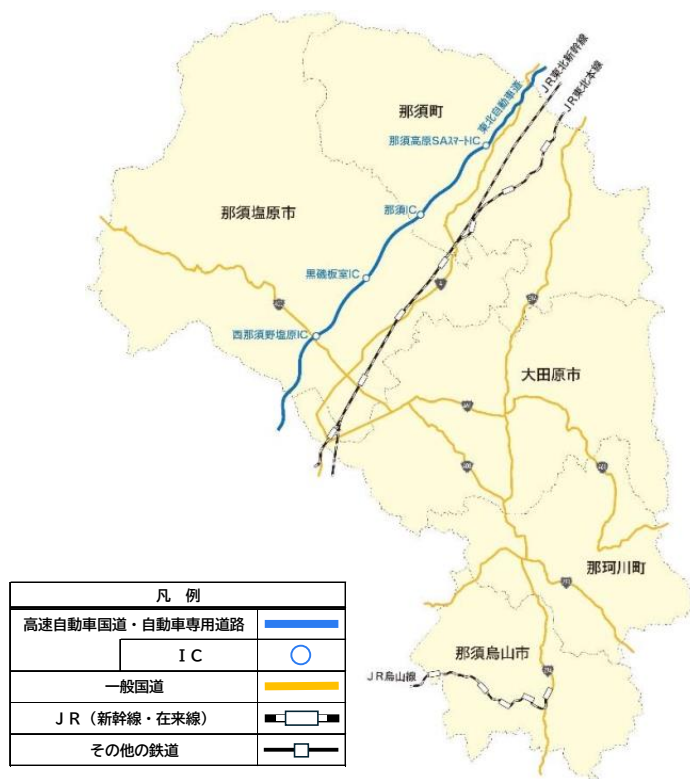 JR東北新幹線
JR東北本線
東北自動車道
那須町
那須高原SAスマートIC
那須塩原市
那須IC
黒磯板室IC
西那須野塩原IC
大田原市
那珂川町
那須烏山市
JR烏山線
凡 例
高速自動車国道・自動車専用道路
IC
一般国道
JR(新幹線・在来線)
その他の鉄道